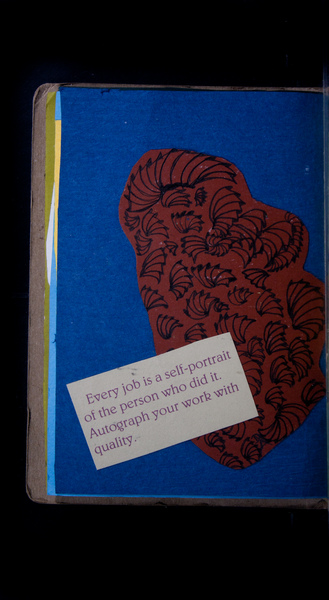 Every job is a self-portrait
of the person who did it.
Autograph your work with
quality.